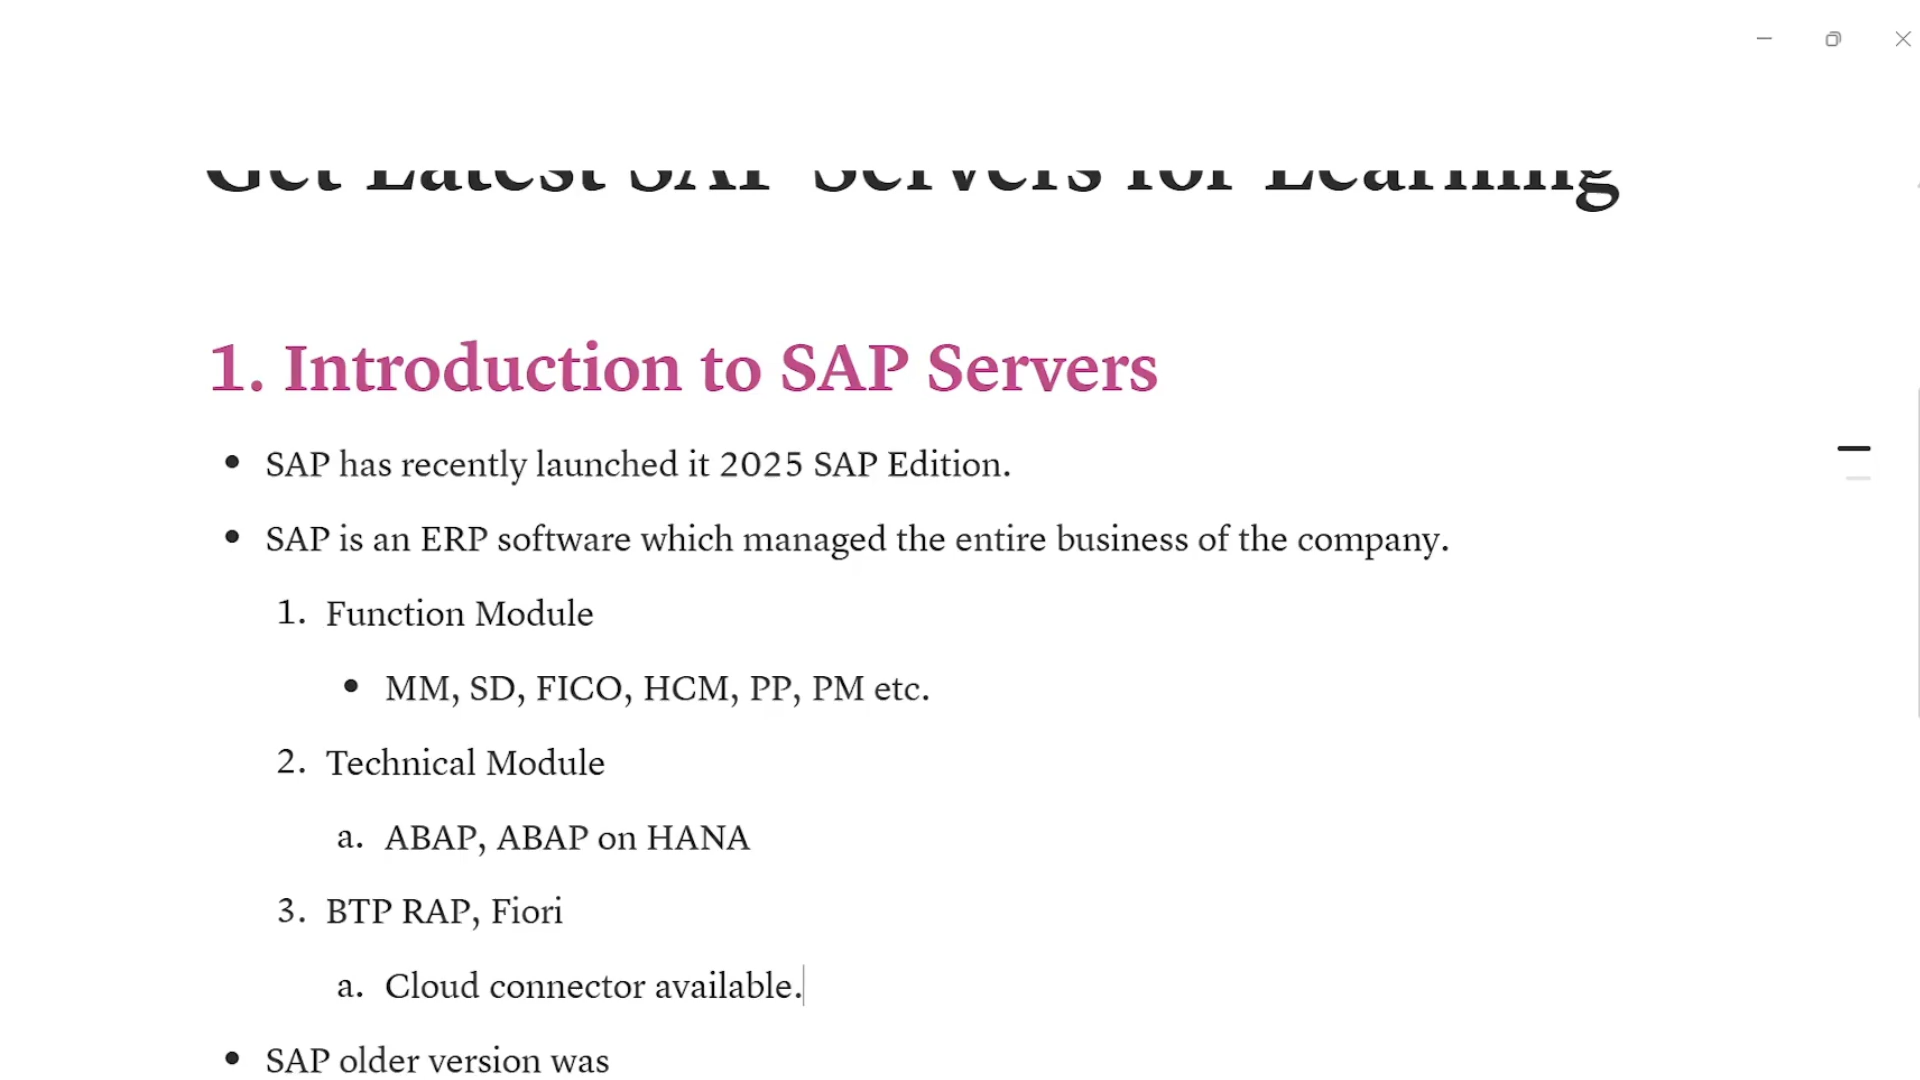 Get Latest SAP Servers for Learning
1. Introduction to SAP Servers
• SAP has recently launched it 2025 SAP Edition.
• SAP is an ERP software which managed the entire business of the company.
1. Function Module
• MM, SD, FICO, HCM, PP, PM etc.
2. Technical Module
a. ABAP, ABAP on HANA
3. BTP RAP, Fiori
a. Cloud connector available.
• SAP older version was